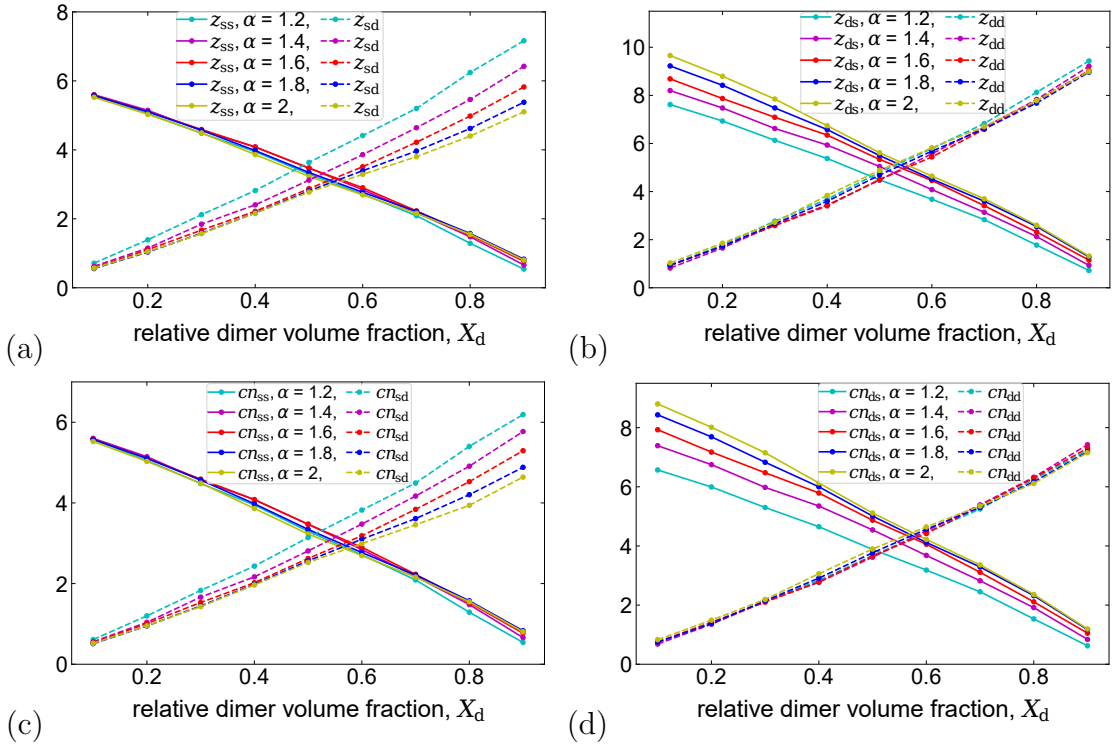 8
6
4
2
0
z_ss, α = 1.2, z_sd
z_ss, α = 1.4, z_sd
z_ss, α = 1.6, z_sd
z_ss, α = 1.8, z_sd
z_ss, α = 2, z_sd
0.2 0.4 0.6 0.8
relative dimer volume fraction, X_d
(a)
10
8
6
4
2
0
z_ds, α = 1.2, z_dd
z_ds, α = 1.4, z_dd
z_ds, α = 1.6, z_dd
z_ds, α = 1.8, z_dd
z_ds, α = 2, z_dd
0.2 0.4 0.6 0.8
relative dimer volume fraction, X_d
(b)
6
4
2
0
cn_ss, α = 1.2, cn_sd
cn_ss, α = 1.4, cn_sd
cn_ss, α = 1.6, cn_sd
cn_ss, α = 1.8, cn_sd
cn_ss, α = 2, cn_sd
0.2 0.4 0.6 0.8
relative dimer volume fraction, X_d
(c)
8
6
4
2
0
cn_ds, α = 1.2, cn_dd
cn_ds, α = 1.4, cn_dd
cn_ds, α = 1.6, cn_dd
cn_ds, α = 1.8, cn_dd
cn_ds, α = 2, cn_dd
0.2 0.4 0.6 0.8
relative dimer volume fraction, X_d
(d)